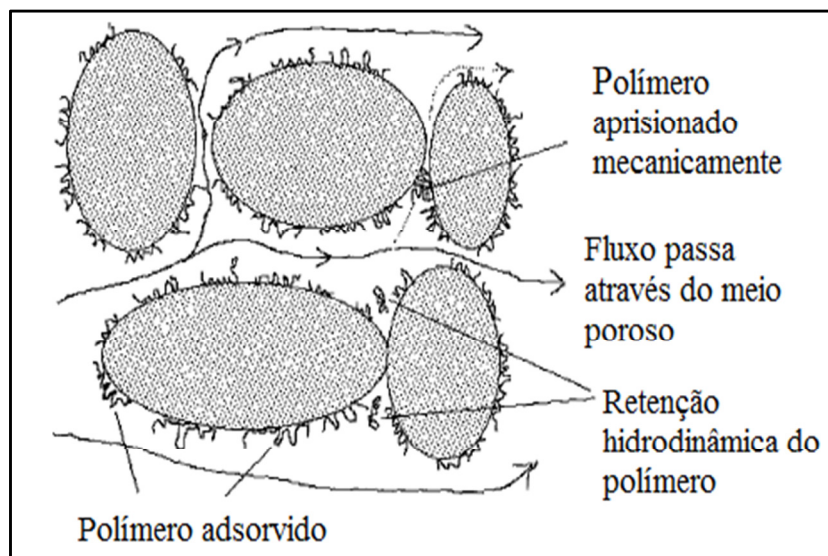 Polímero
aprisionado
mecanicamente
Fluxo passa
através do meio
poroso
Retenção
hidrodinâmica do
polímero
Polímero adsorvido